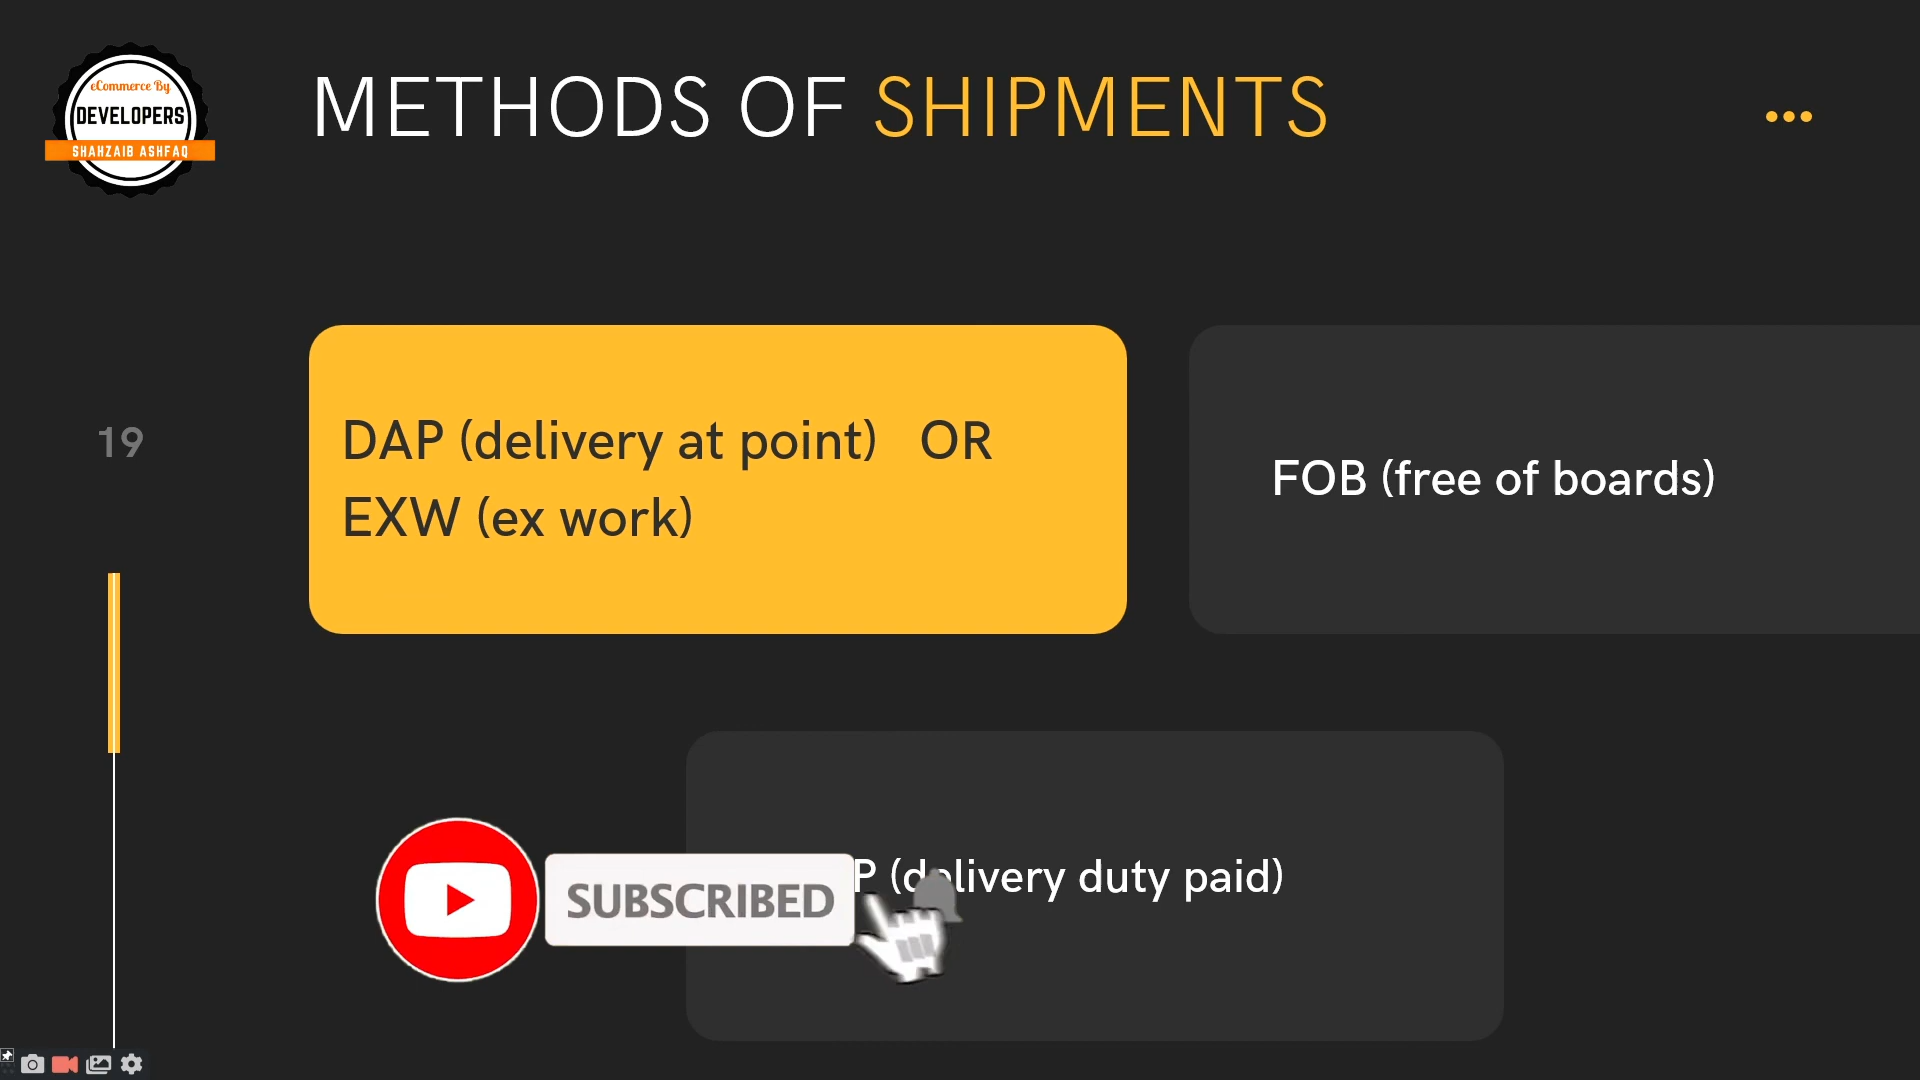 eCommerce By
DEVELOPERS
SHAHZAIB ASHFAQ
METHODS OF SHIPMENTS
19
DAP (delivery at point) OR
EXW (ex work)
FOB (free of boards)
(delivery duty paid)
SUBSCRIBED